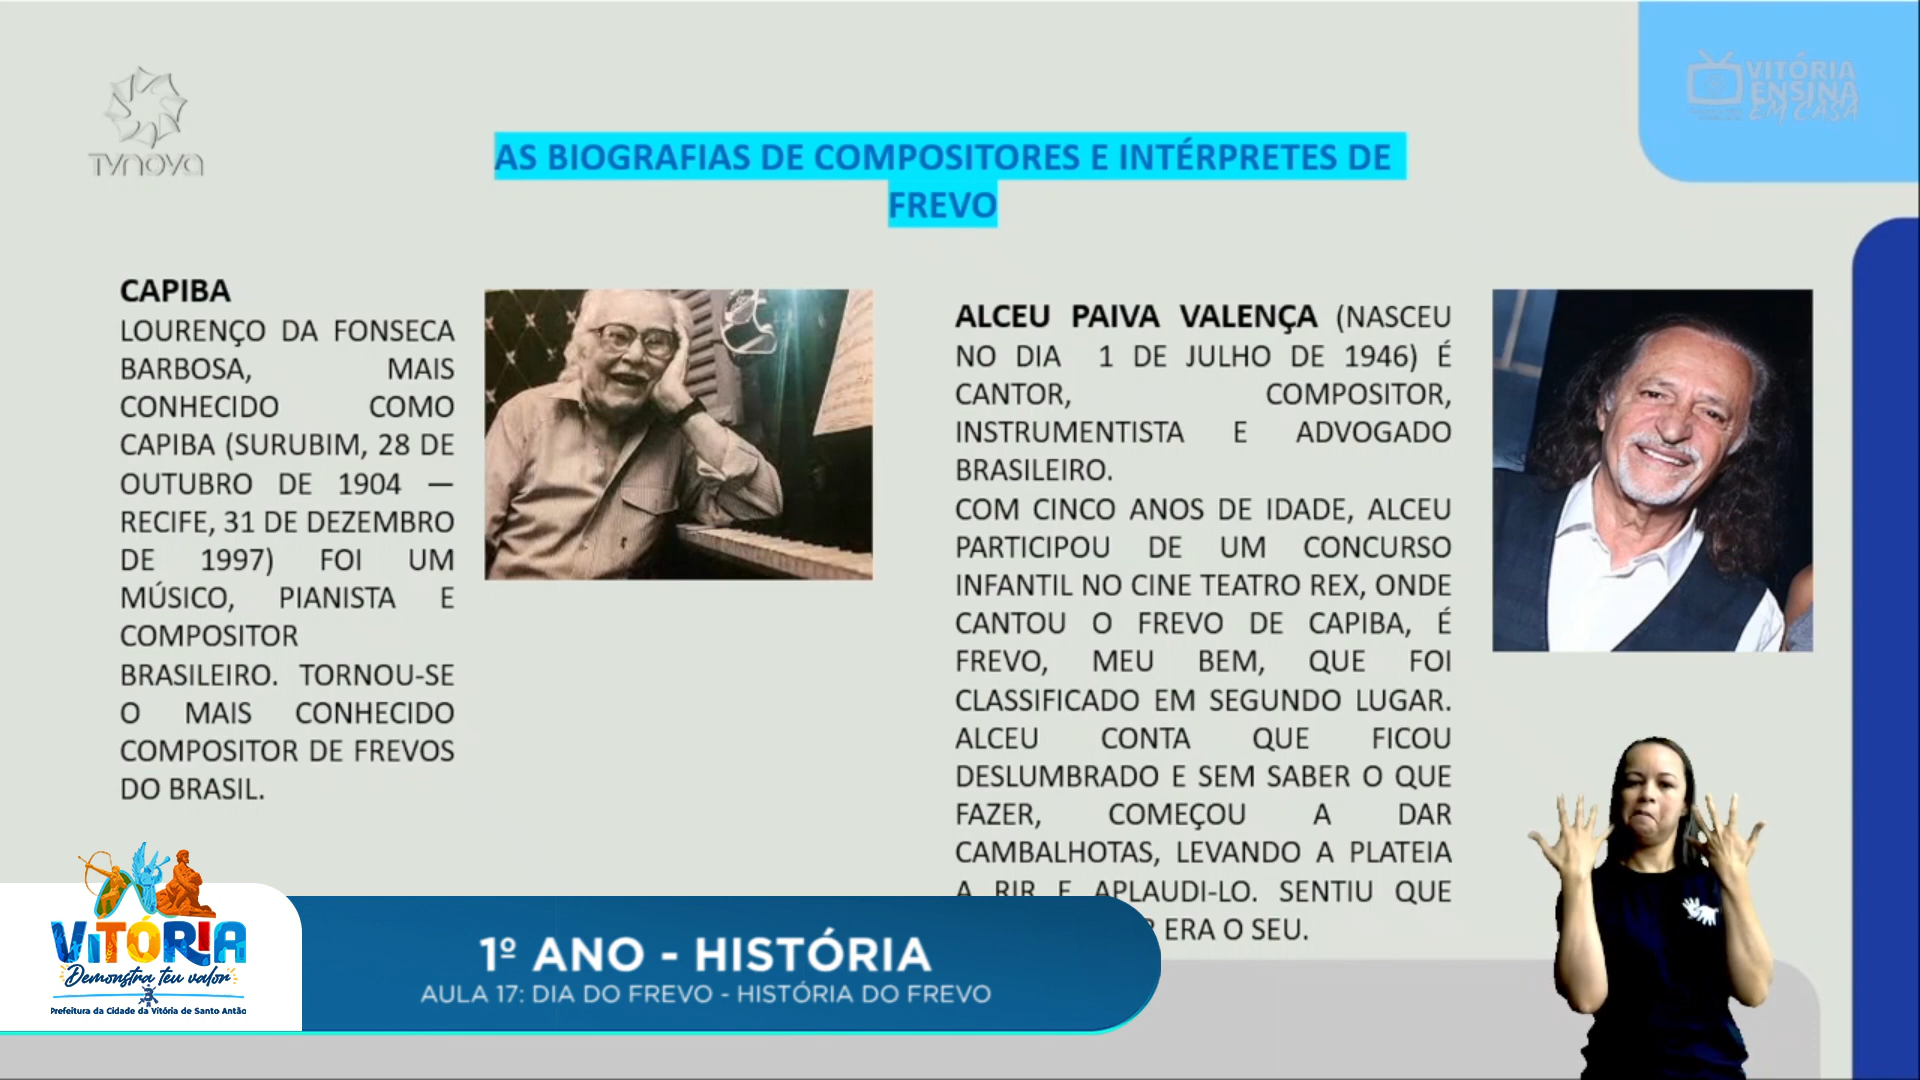 TVNOVA
VITÓRIA
ENSINA
EM CASA
AS BIOGRAFIAS DE COMPOSITORES E INTÉRPRETES DE
FREVO
CAPIBA
LOURENÇO DA FONSECA
BARBOSA, MAIS
CONHECIDO COMO
CAPIBA (SURUBIM, 28 DE
OUTUBRO DE 1904 —
RECIFE, 31 DE DEZEMBRO
DE 1997) FOI UM
MÚSICO, PIANISTA E
COMPOSITOR
BRASILEIRO. TORNOU-SE
O MAIS CONHECIDO
COMPOSITOR DE FREVOS
DO BRASIL.
ALCEU PAIVA VALENÇA (NASCEU
NO DIA 1 DE JULHO DE 1946) É
CANTOR, COMPOSITOR,
INSTRUMENTISTA E ADVOGADO
BRASILEIRO.
COM CINCO ANOS DE IDADE, ALCEU
PARTICIPOU DE UM CONCURSO
INFANTIL NO CINE TEATRO REX, ONDE
CANTOU O FREVO DE CAPIBA, É
FREVO, MEU BEM, QUE FOI
CLASSIFICADO EM SEGUNDO LUGAR.
ALCEU CONTA QUE FICOU
DESLUMBRADO E SEM SABER O QUE
FAZER, COMEÇOU A DAR
CAMBALHOTAS, LEVANDO A PLATEIA
A RIR E APLAUDI-LO. SENTIU QUE
ERA O SEU.
VITÓRIA
Demonstra teu valor
Prefeitura da Cidade da Vitória de Santo Antão
1º ANO - HISTÓRIA
AULA 17: DIA DO FREVO - HISTÓRIA DO FREVO